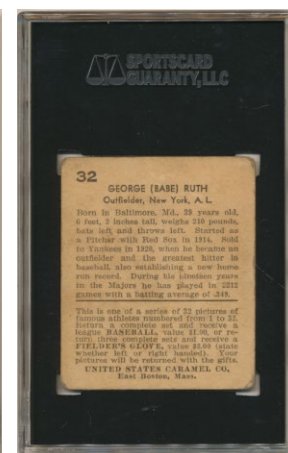 SPORTSCARD
GUARANTY, LLC
32
GEORGE (BABE) RUTH
Outfielder, New York, A. L.
Born in Baltimore, Md., 39 years old,
6 feet, 2 inches tall, weighs 210 pounds,
bats left and throws left. Started as
a Pitcher with Red Sox in 1914. Sold
to Yankees in 1920, when he became an
outfielder and the greatest hitter in
baseball, also establishing a new home
run record. During his nineteen years
in the Majors he has played in 2212
games with a batting average of .349.
This is one of a series of 32 pictures of
famous athletes numbered from 1 to 32.
Return a complete set and receive a
league BASEBALL, value $1.00, or re-
turn three complete sets and receive a
FIELDER'S GLOVE, value $3.00 (state
whether left or right handed). Your
pictures will be returned with the gifts.
UNITED STATES CARAMEL CO.
East Boston, Mass.